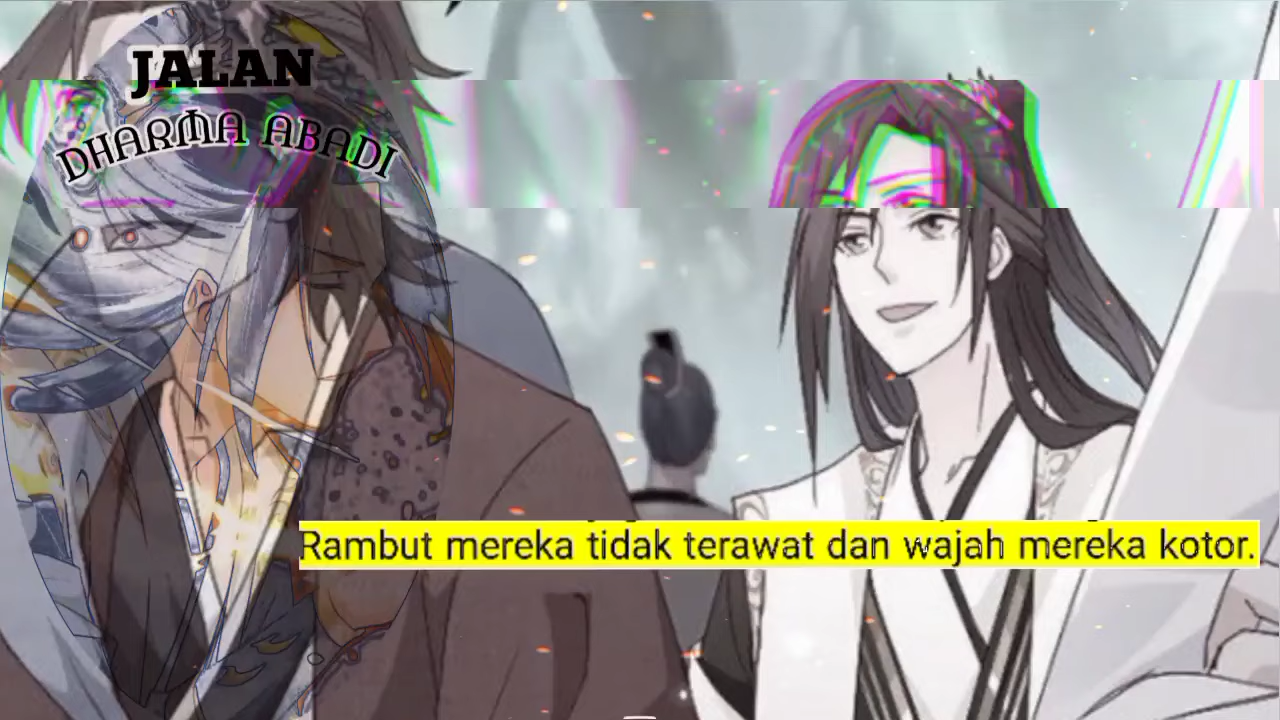 JALAN
DHARMA ABADI
Rambut mereka tidak terawat dan wajah mereka kotor.